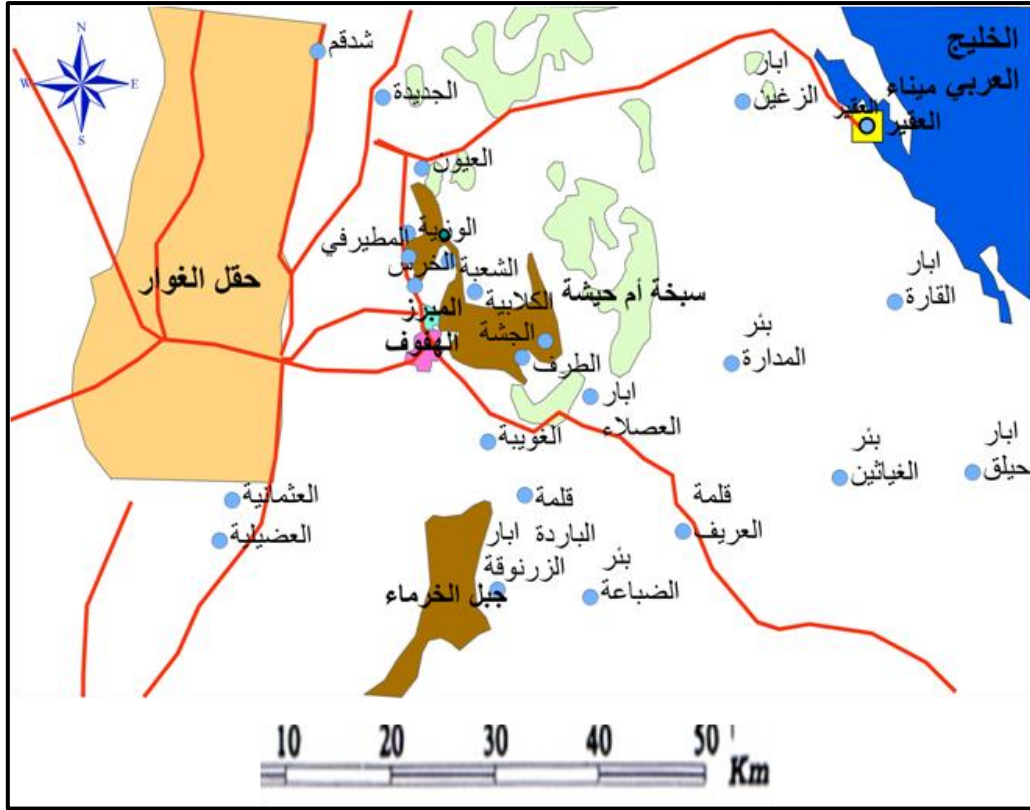 N
W
E
S
شدقم
الجديدة
العيون
الوزية
المطيرفي
الخرس
الشعبة
المبرز
الكلابية
الهفوف
الجشة
الطرف
حقل الغوار
سبخة أم حيشة
الخليج
العربي
ميناء
العقير
العقير
ابار
الزغين
ابار
القارة
بئر
المدارة
ابار
العصلاء
الغويبة
بئر
الغياثين
ابار
حيلق
العثمانية
العضيلية
قلمة
الباردة
ابار
الزرنوقة
قلمة
العريف
بئر
الضباعة
جبل الخرماء
10 20 30 40 50
Km